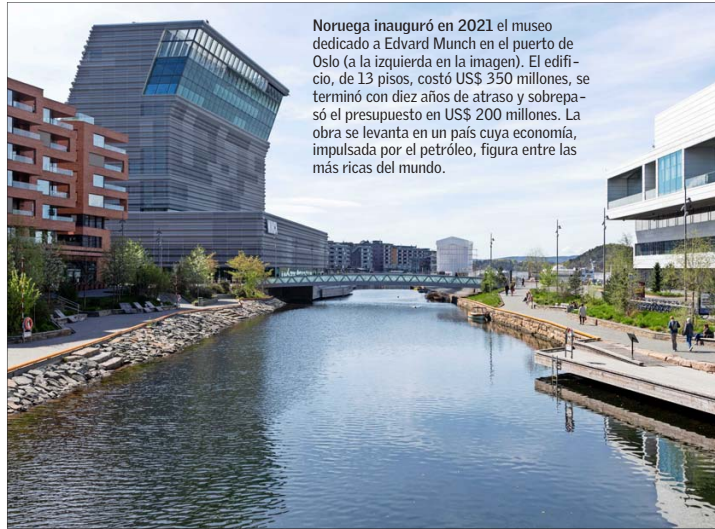 Noruega inauguró en 2021 el museo
dedicado a Edvard Munch en el puerto de
Oslo (a la izquierda en la imagen). El edifi-
cio, de 13 pisos, costó US$ 350 millones, se
terminó con diez años de atraso y sobrepa-
só el presupuesto en US$ 200 millones. La
obra se levanta en un país cuya economía,
impulsada por el petróleo, figura entre las
más ricas del mundo.